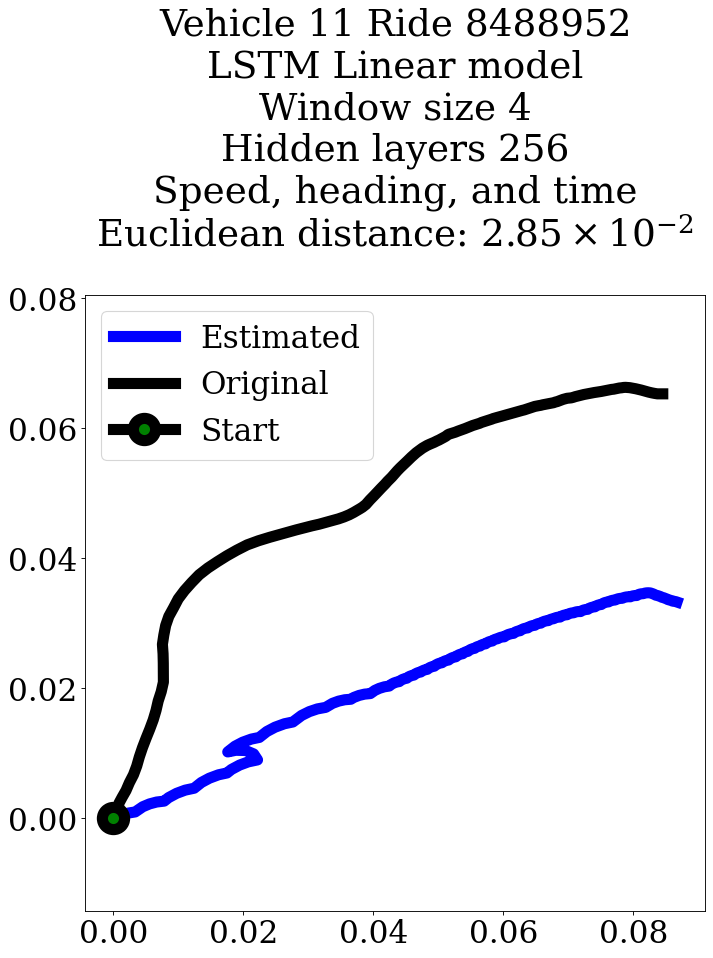 Vehicle 11 Ride 8488952
LSTM Linear model
Window size 4
Hidden layers 256
Speed, heading, and time
Euclidean distance: 2.85 × 10⁻²
0.08
Estimated
Original
Start
0.06
0.04
0.02
0.00
0.00 0.02 0.04 0.06 0.08